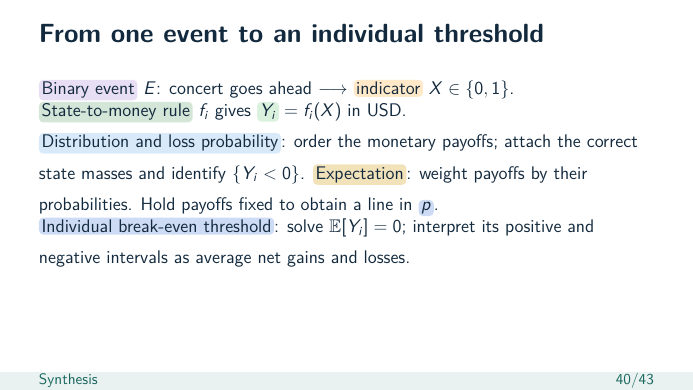 From one event to an individual threshold
Binary event E: concert goes ahead ⟶ indicator X ∈ {0, 1}.
State-to-money rule fᵢ gives Yᵢ = fᵢ(X) in USD.
Distribution and loss probability: order the monetary payoffs; attach the correct
state masses and identify {Yᵢ < 0}. Expectation: weight payoffs by their
probabilities. Hold payoffs fixed to obtain a line in p.
Individual break-even threshold: solve 𝔼[Yᵢ] = 0; interpret its positive and
negative intervals as average net gains and losses.
Synthesis
40/43